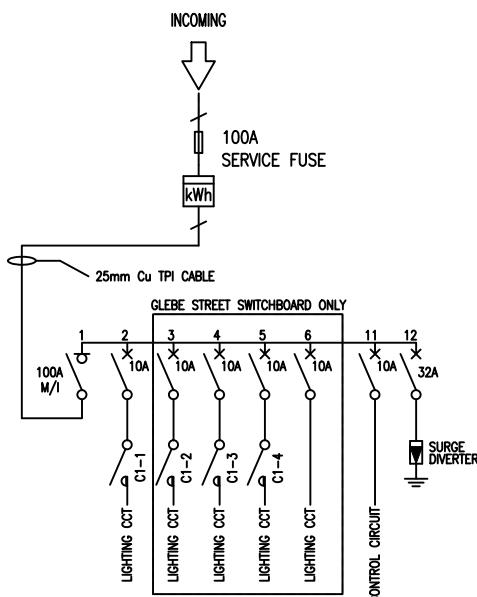 INCOMING
100A
SERVICE FUSE
kWh
25mm Cu TPI CABLE
GLEBE STREET SWITCHBOARD ONLY
1 2 3 4 5 6 11 12
100A
M/I
10A 10A 10A 10A 10A 10A 32A
C1-1 C1-2 C1-3 C1-4
SURGE
DIVERTER
LIGHTING CCT
LIGHTING CCT
LIGHTING CCT
LIGHTING CCT
LIGHTING CCT
ONTROL CIRCUIT